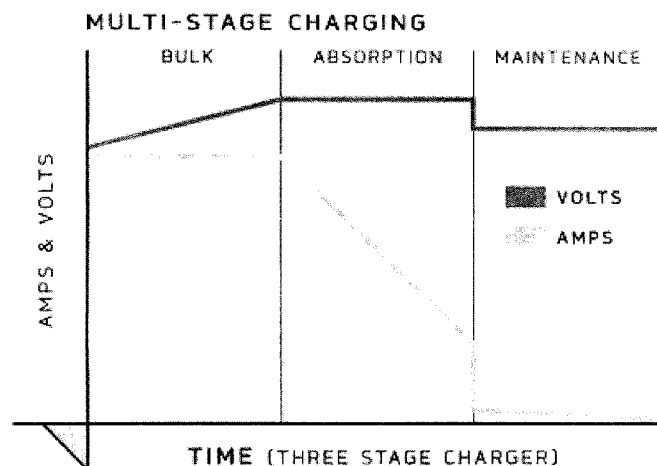 MULTI-STAGE CHARGING
BULK
ABSORPTION
MAINTENANCE
AMPS & VOLTS
VOLTS
AMPS
TIME (THREE STAGE CHARGER)